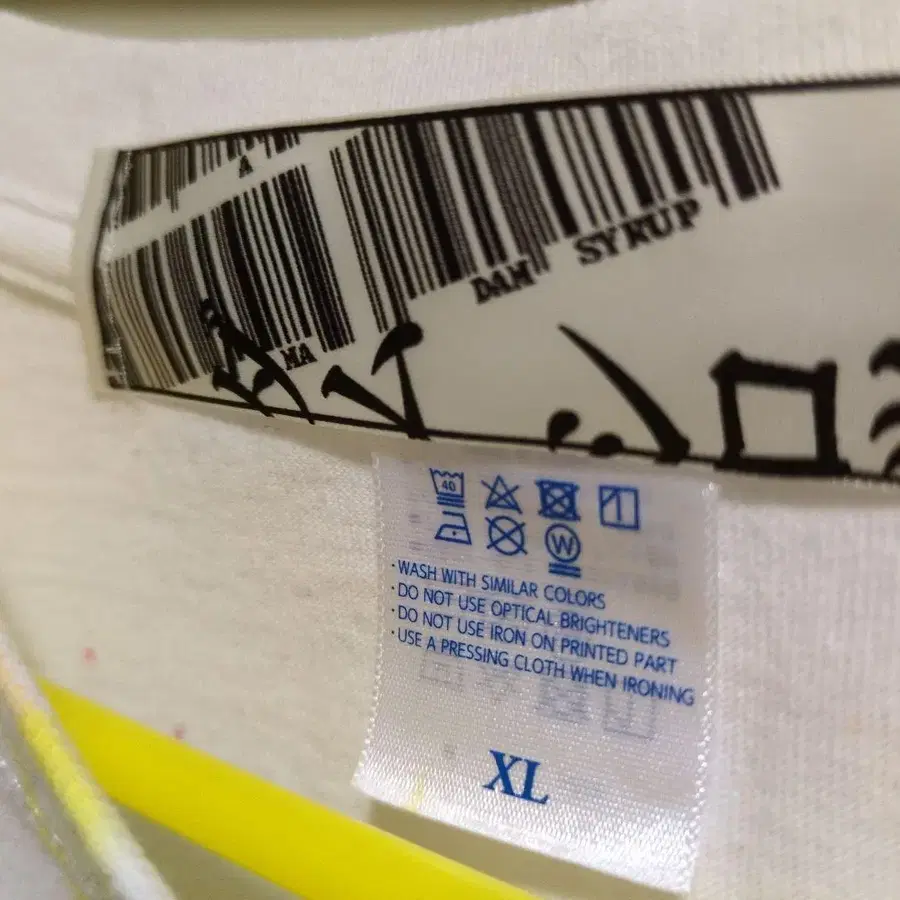 A
DAM SYRUP
MA
40
W
·WASH WITH SIMILAR COLORS
·DO NOT USE OPTICAL BRIGHTENERS
·DO NOT USE IRON ON PRINTED PART
·USE A PRESSING CLOTH WHEN IRONING
XL